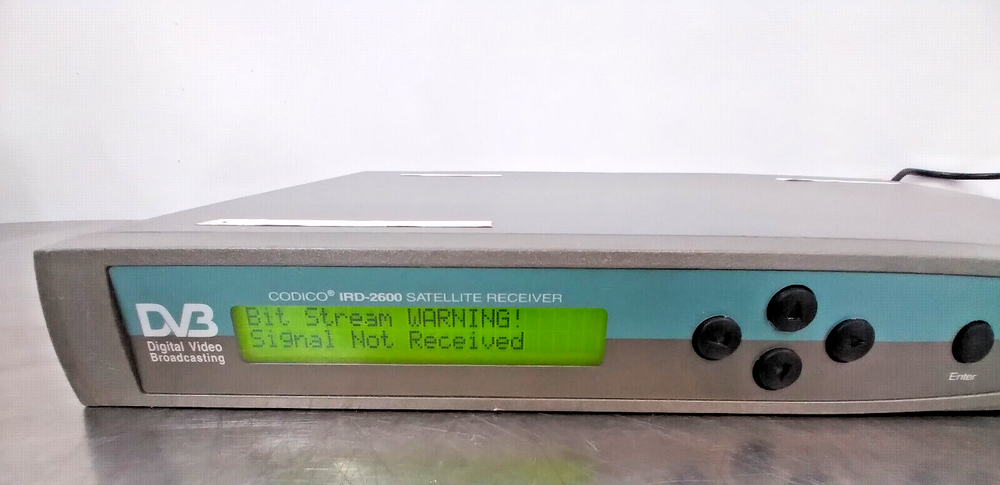 CODICO® IRD-2600 SATELLITE RECEIVER
DVB
Digital Video
Broadcasting
Bit Stream WARNING!
Signal Not Received
Enter